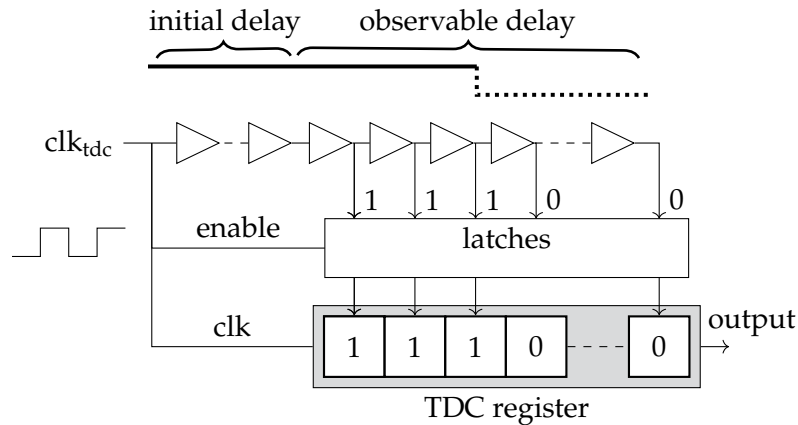 initial delay observable delay
clk_tdc
1 1 1 0 0
enable latches
clk
1 1 1 0 0
output
TDC register